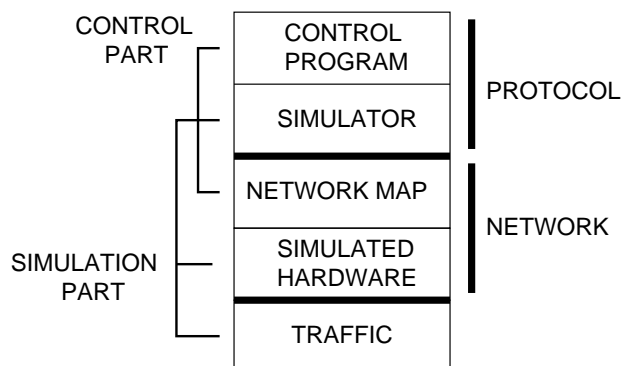 CONTROL
PART
CONTROL
PROGRAM
PROTOCOL
SIMULATOR
NETWORK MAP
NETWORK
SIMULATION
PART
SIMULATED
HARDWARE
TRAFFIC